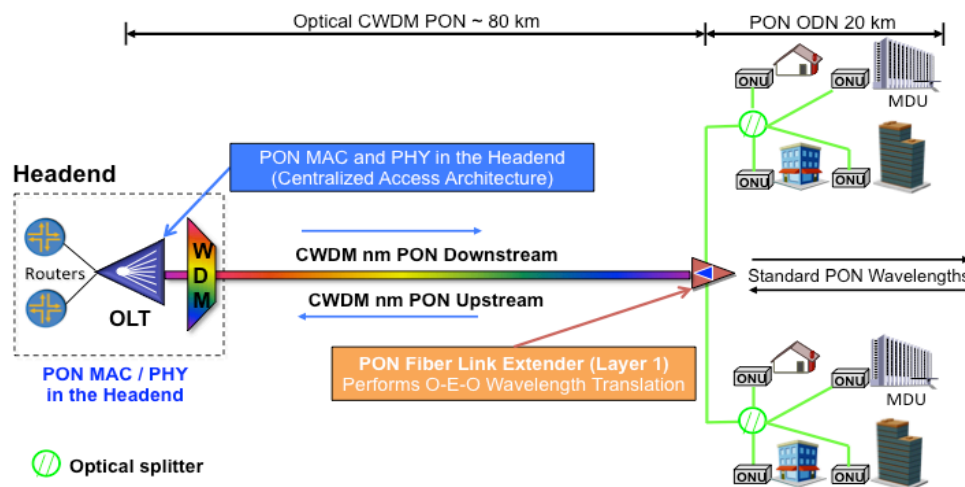 Optical CWDM PON ~ 80 km
PON ODN 20 km
ONU
ONU
MDU
ONU
ONU
PON MAC and PHY in the Headend
(Centralized Access Architecture)
Headend
Routers
OLT
WDM
CWDM nm PON Downstream
CWDM nm PON Upstream
Standard PON Wavelengths
PON MAC / PHY
in the Headend
PON Fiber Link Extender (Layer 1)
Performs O-E-O Wavelength Translation
ONU
ONU
MDU
ONU
ONU
Optical splitter